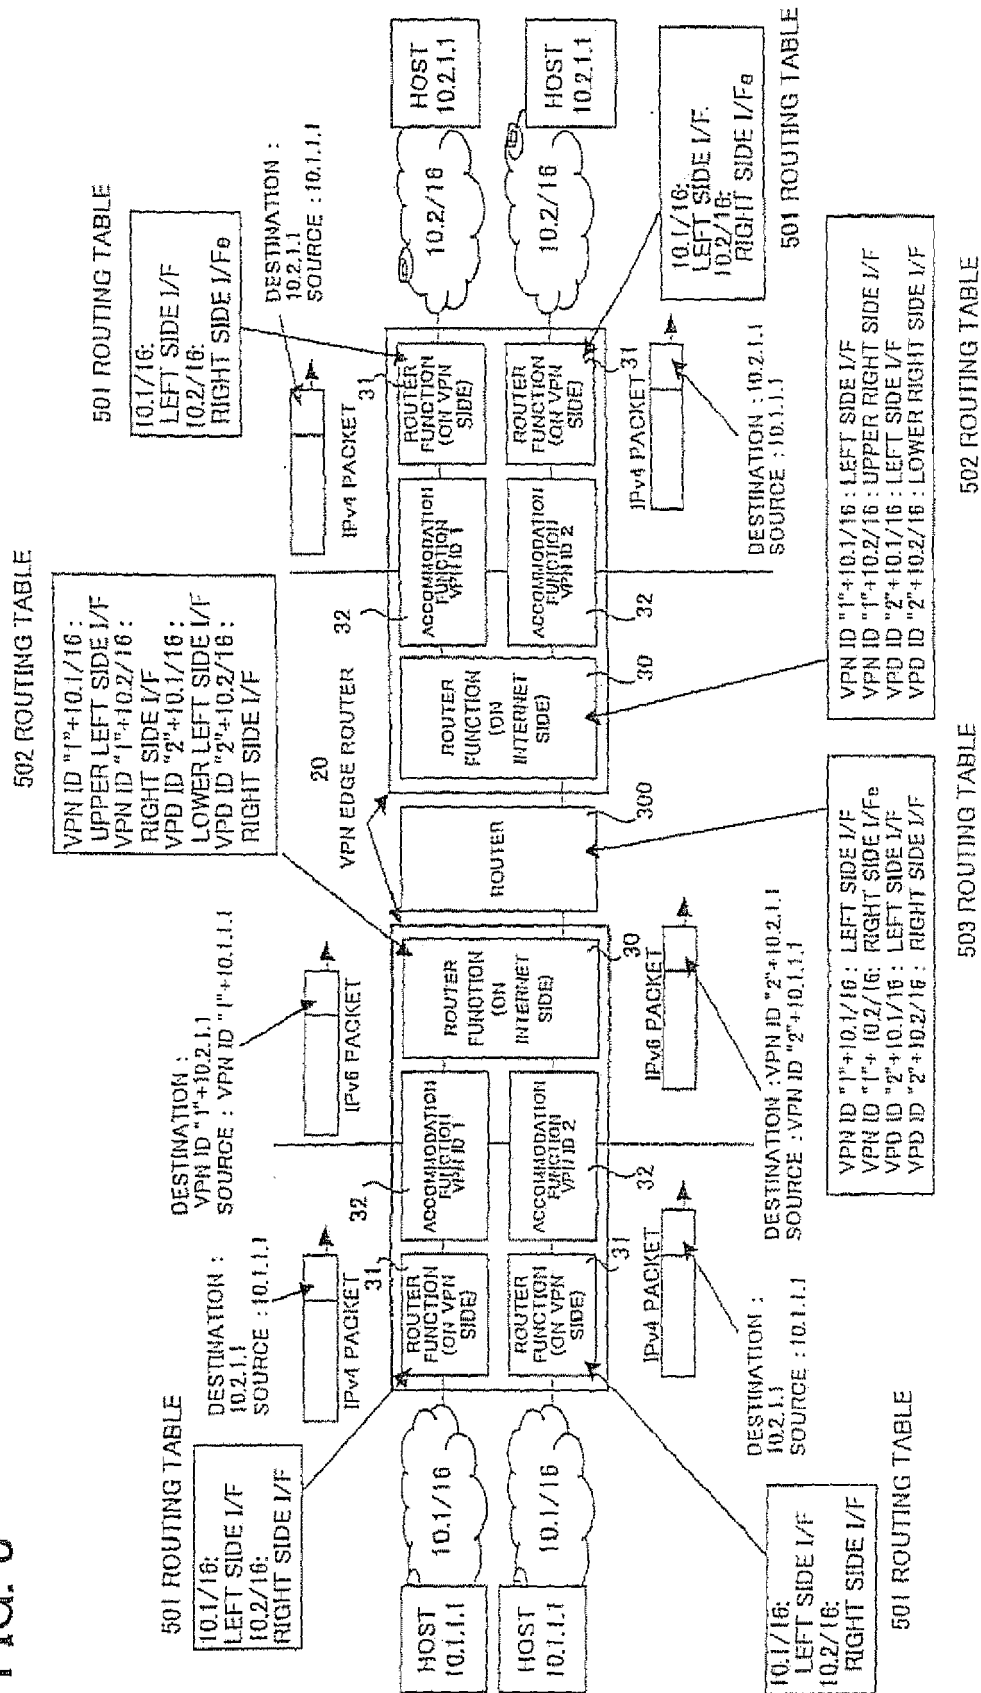 501 ROUTING TABLE
10.1/16:
LEFT SIDE I/F
10.2/16:
RIGHT SIDE I/F
DESTINATION :
10.2.1.1
SOURCE : 10.1.1.1
IPv4 PACKET
DESTINATION :
VPN ID "1"+10.2.1.1
SOURCE : VPN ID "1"+10.1.1.1
IPv6 PACKET
502 ROUTING TABLE
VPN ID "1"+10.1/16 :
UPPER LEFT SIDE I/F
VPN ID "1"+10.2/16 :
RIGHT SIDE I/F
VPD ID "2"+10.1/16 :
LOWER LEFT SIDE I/F
VPD ID "2"+10.2/16 :
RIGHT SIDE I/F
20
VPN EDGE ROUTER
501 ROUTING TABLE
10.1/16:
LEFT SIDE I/F
10.2/16:
RIGHT SIDE I/Fe
DESTINATION :
10.2.1.1
SOURCE : 10.1.1.1
IPv4 PACKET
HOST
10.1.1.1
10.1/16
31
ROUTER
FUNCTION
(ON VPN
SIDE)
32
ACCOMMODATION
FUNCTION
VPN ID 1
ROUTER
FUNCTION
(ON
INTERNET
SIDE)
30
ROUTER
300
ROUTER
FUNCTION
(ON
INTERNET
SIDE)
30
32
ACCOMMODATION
FUNCTION
VPN ID 1
31
ROUTER
FUNCTION
(ON VPN
SIDE)
10.2/16
HOST
10.2.1.1
HOST
10.1.1.1
10.1/16
ROUTER
FUNCTION
(ON VPN
SIDE)
31
ACCOMMODATION
FUNCTION
VPN ID 2
32
ACCOMMODATION
FUNCTION
VPN ID 2
32
ROUTER
FUNCTION
(ON VPN
SIDE)
31
10.2/16
HOST
10.2.1.1
10.1/16:
LEFT SIDE I/F
10.2/16:
RIGHT SIDE I/F
501 ROUTING TABLE
IPv4 PACKET
DESTINATION :
10.2.1.1
SOURCE : 10.1.1.1
IPv6 PACKET
DESTINATION : VPN ID "2"+10.2.1.1
SOURCE : VPN ID "2"+10.1.1.1
VPN ID "1"+10.1/16 : LEFT SIDE I/F
VPN ID "1"+ 10.2/16: RIGHT SIDE I/Fe
VPD ID "2"+10.1/16 : LEFT SIDE I/F
VPD ID "2"+10.2/16 : RIGHT SIDE I/F
503 ROUTING TABLE
VPN ID "1"+10.1/16 : LEFT SIDE I/F
VPN ID "1"+10.2/16 : UPPER RIGHT SIDE I/F
VPD ID "2"+10.1/16 : LEFT SIDE I/F
VPD ID "2"+10.2/16 : LOWER RIGHT SIDE I/F
502 ROUTING TABLE
IPv4 PACKET
DESTINATION : 10.2.1.1
SOURCE : 10.1.1.1
10.1/16:
LEFT SIDE I/F.
10.2/16:
RIGHT SIDE I/Fe
501 ROUTING TABLE